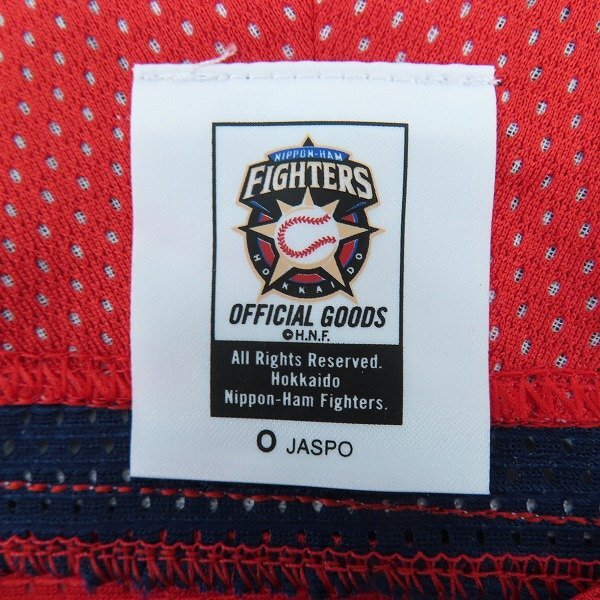 NIPPON-HAM
FIGHTERS
HOKKAIDO
OFFICIAL GOODS
©H.N.F.
All Rights Reserved.
Hokkaido
Nippon-Ham Fighters.
O JASPO